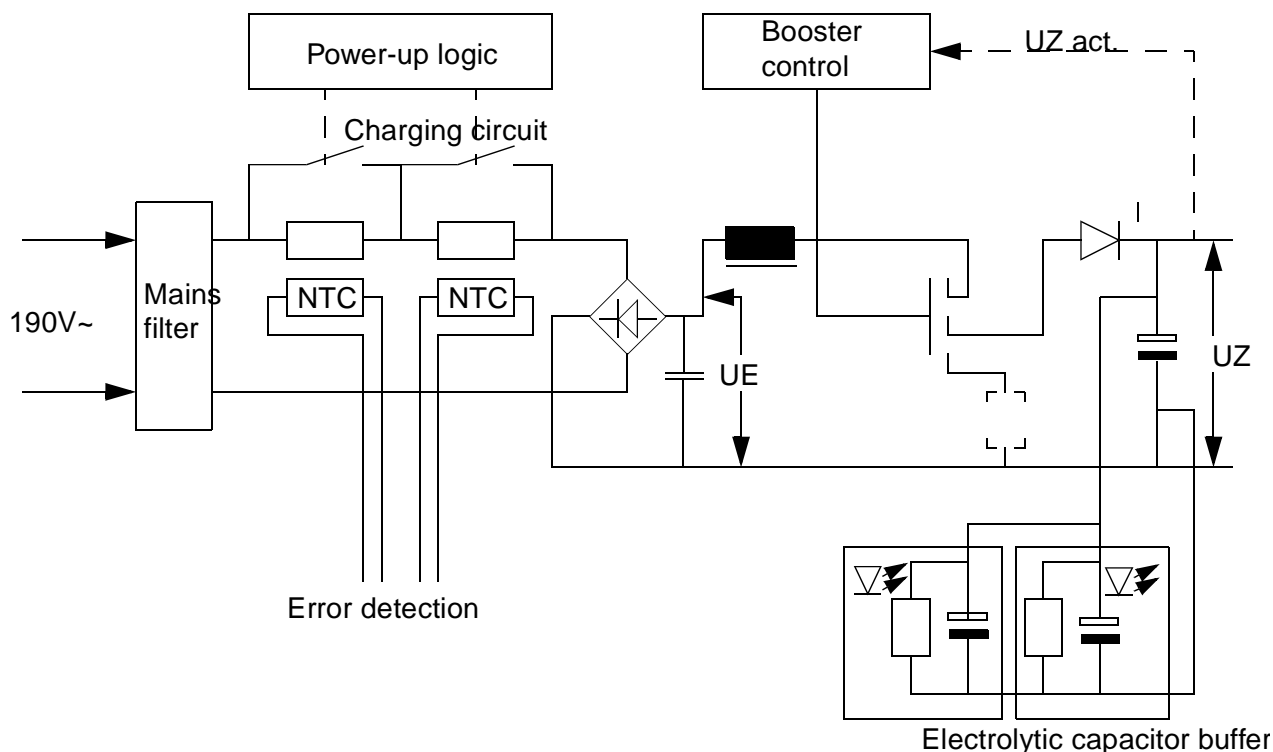 Power-up logic
Booster
control
UZ act.
Charging circuit
Mains
filter
NTC
NTC
190V~
UE
UZ
Error detection
Electrolytic capacitor buffer